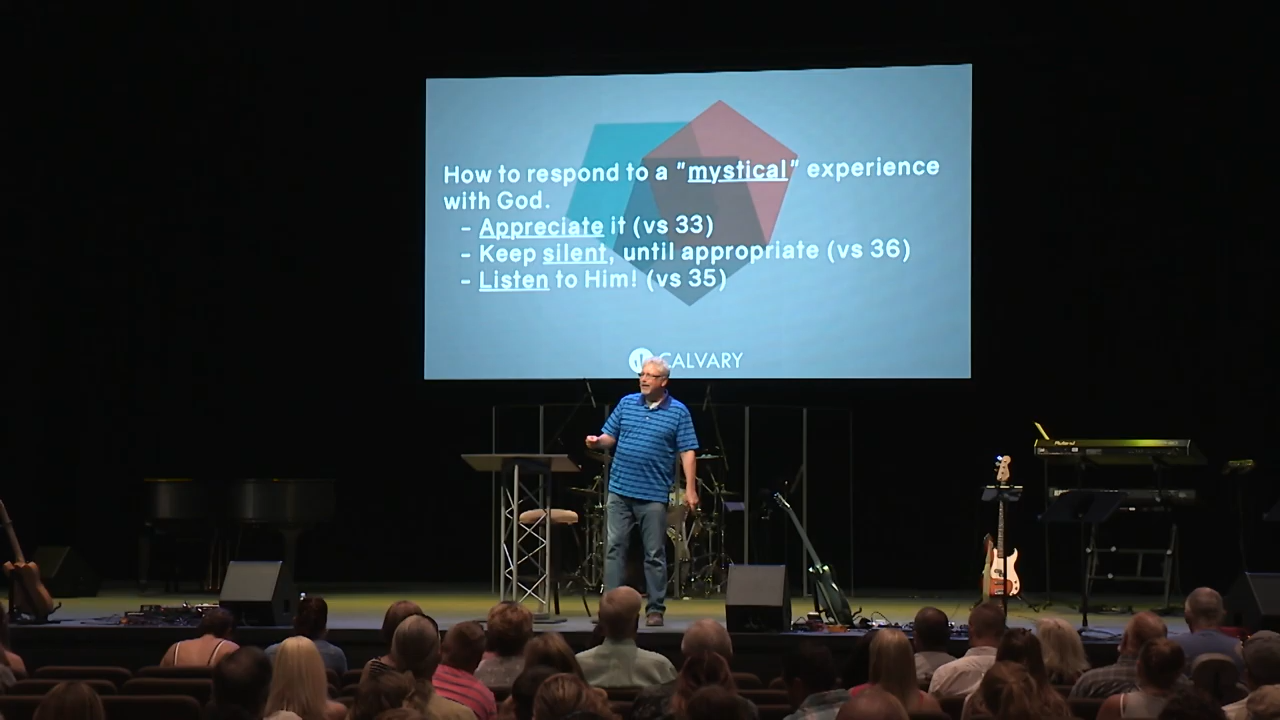 How to respond to a "mystical" experience
with God.
- Appreciate it (vs 33)
- Keep silent, until appropriate (vs 36)
- Listen to Him! (vs 35)
CALVARY
Roland